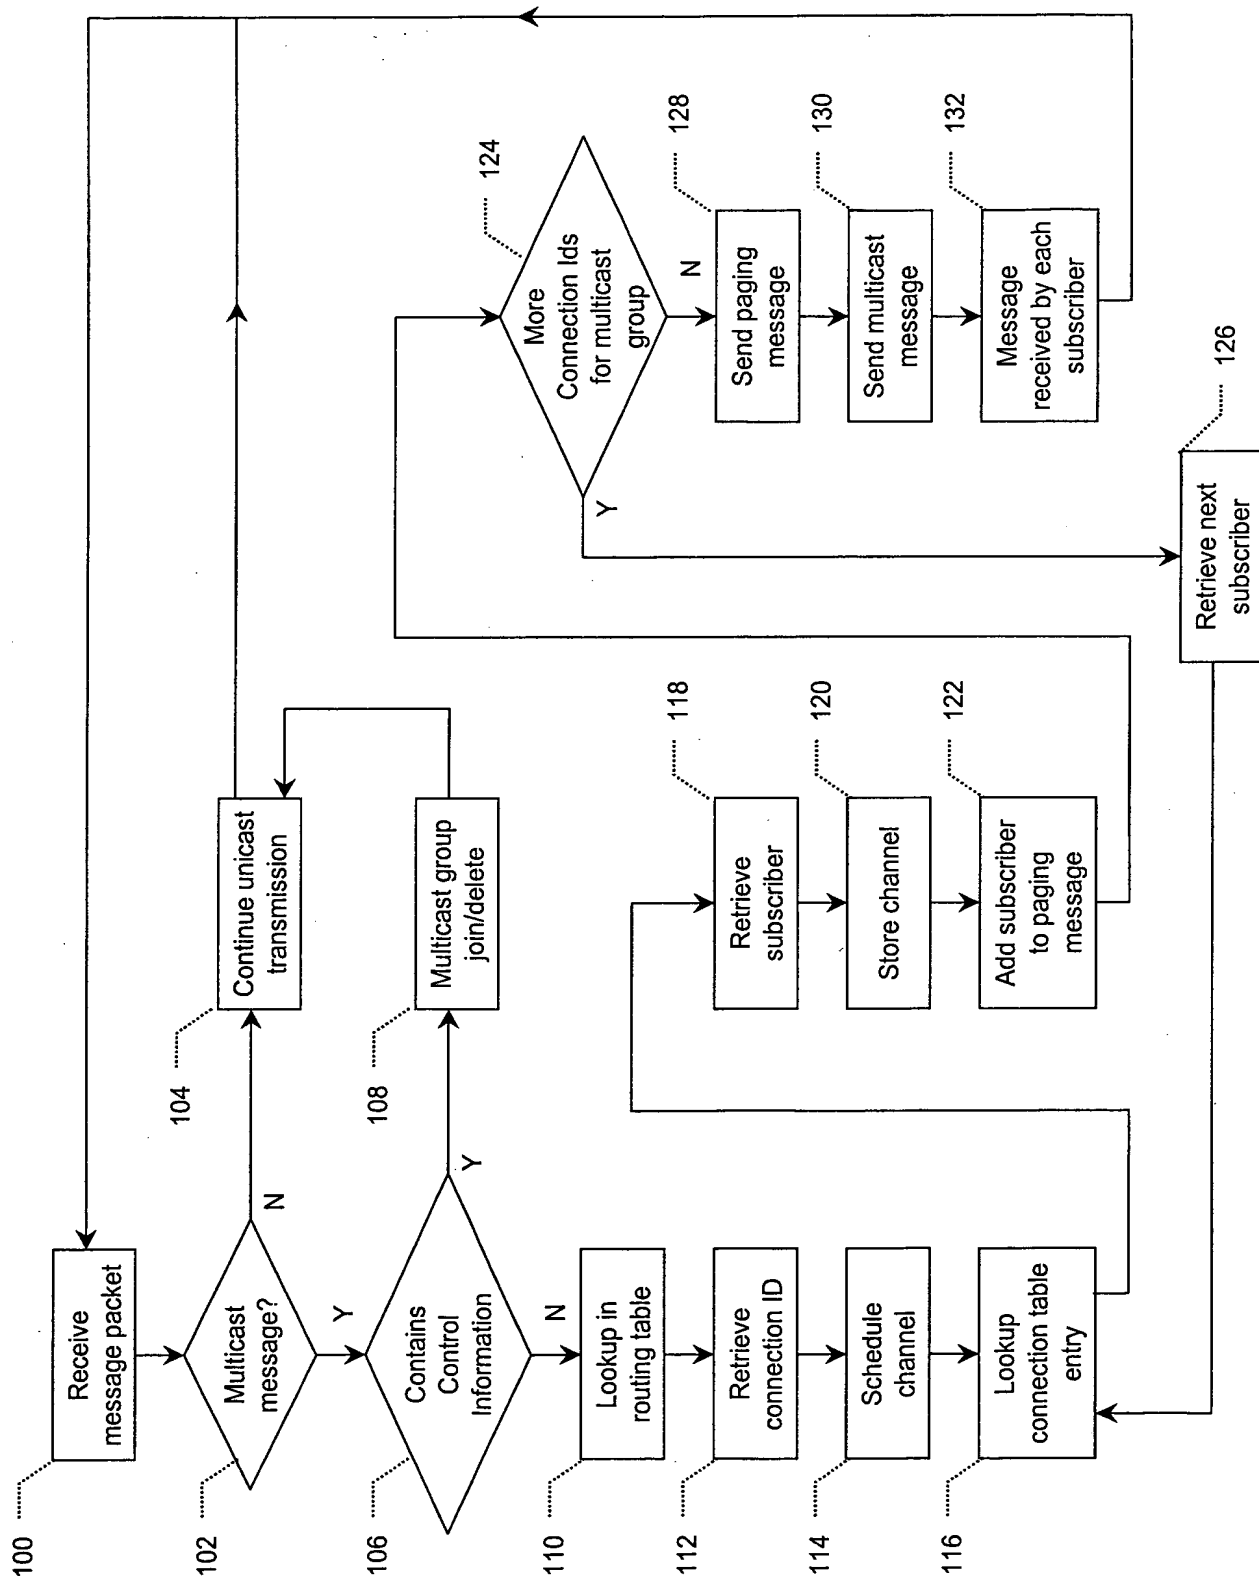 100
Receive
message packet
102
Multicast
message?
N
Y
104
Continue unicast
transmission
106
Contains
Control
Information
Y
N
108
Multicast group
join/delete
110
Lookup in
routing table
112
Retrieve
connection ID
114
Schedule
channel
116
Lookup
connection table
entry
118
Retrieve
subscriber
120
Store channel
122
Add subscriber
to paging
message
124
More
Connection Ids
for multicast
group
Y
N
126
Retrieve next
subscriber
128
Send paging
message
130
Send multicast
message
132
Message
received by each
subscriber